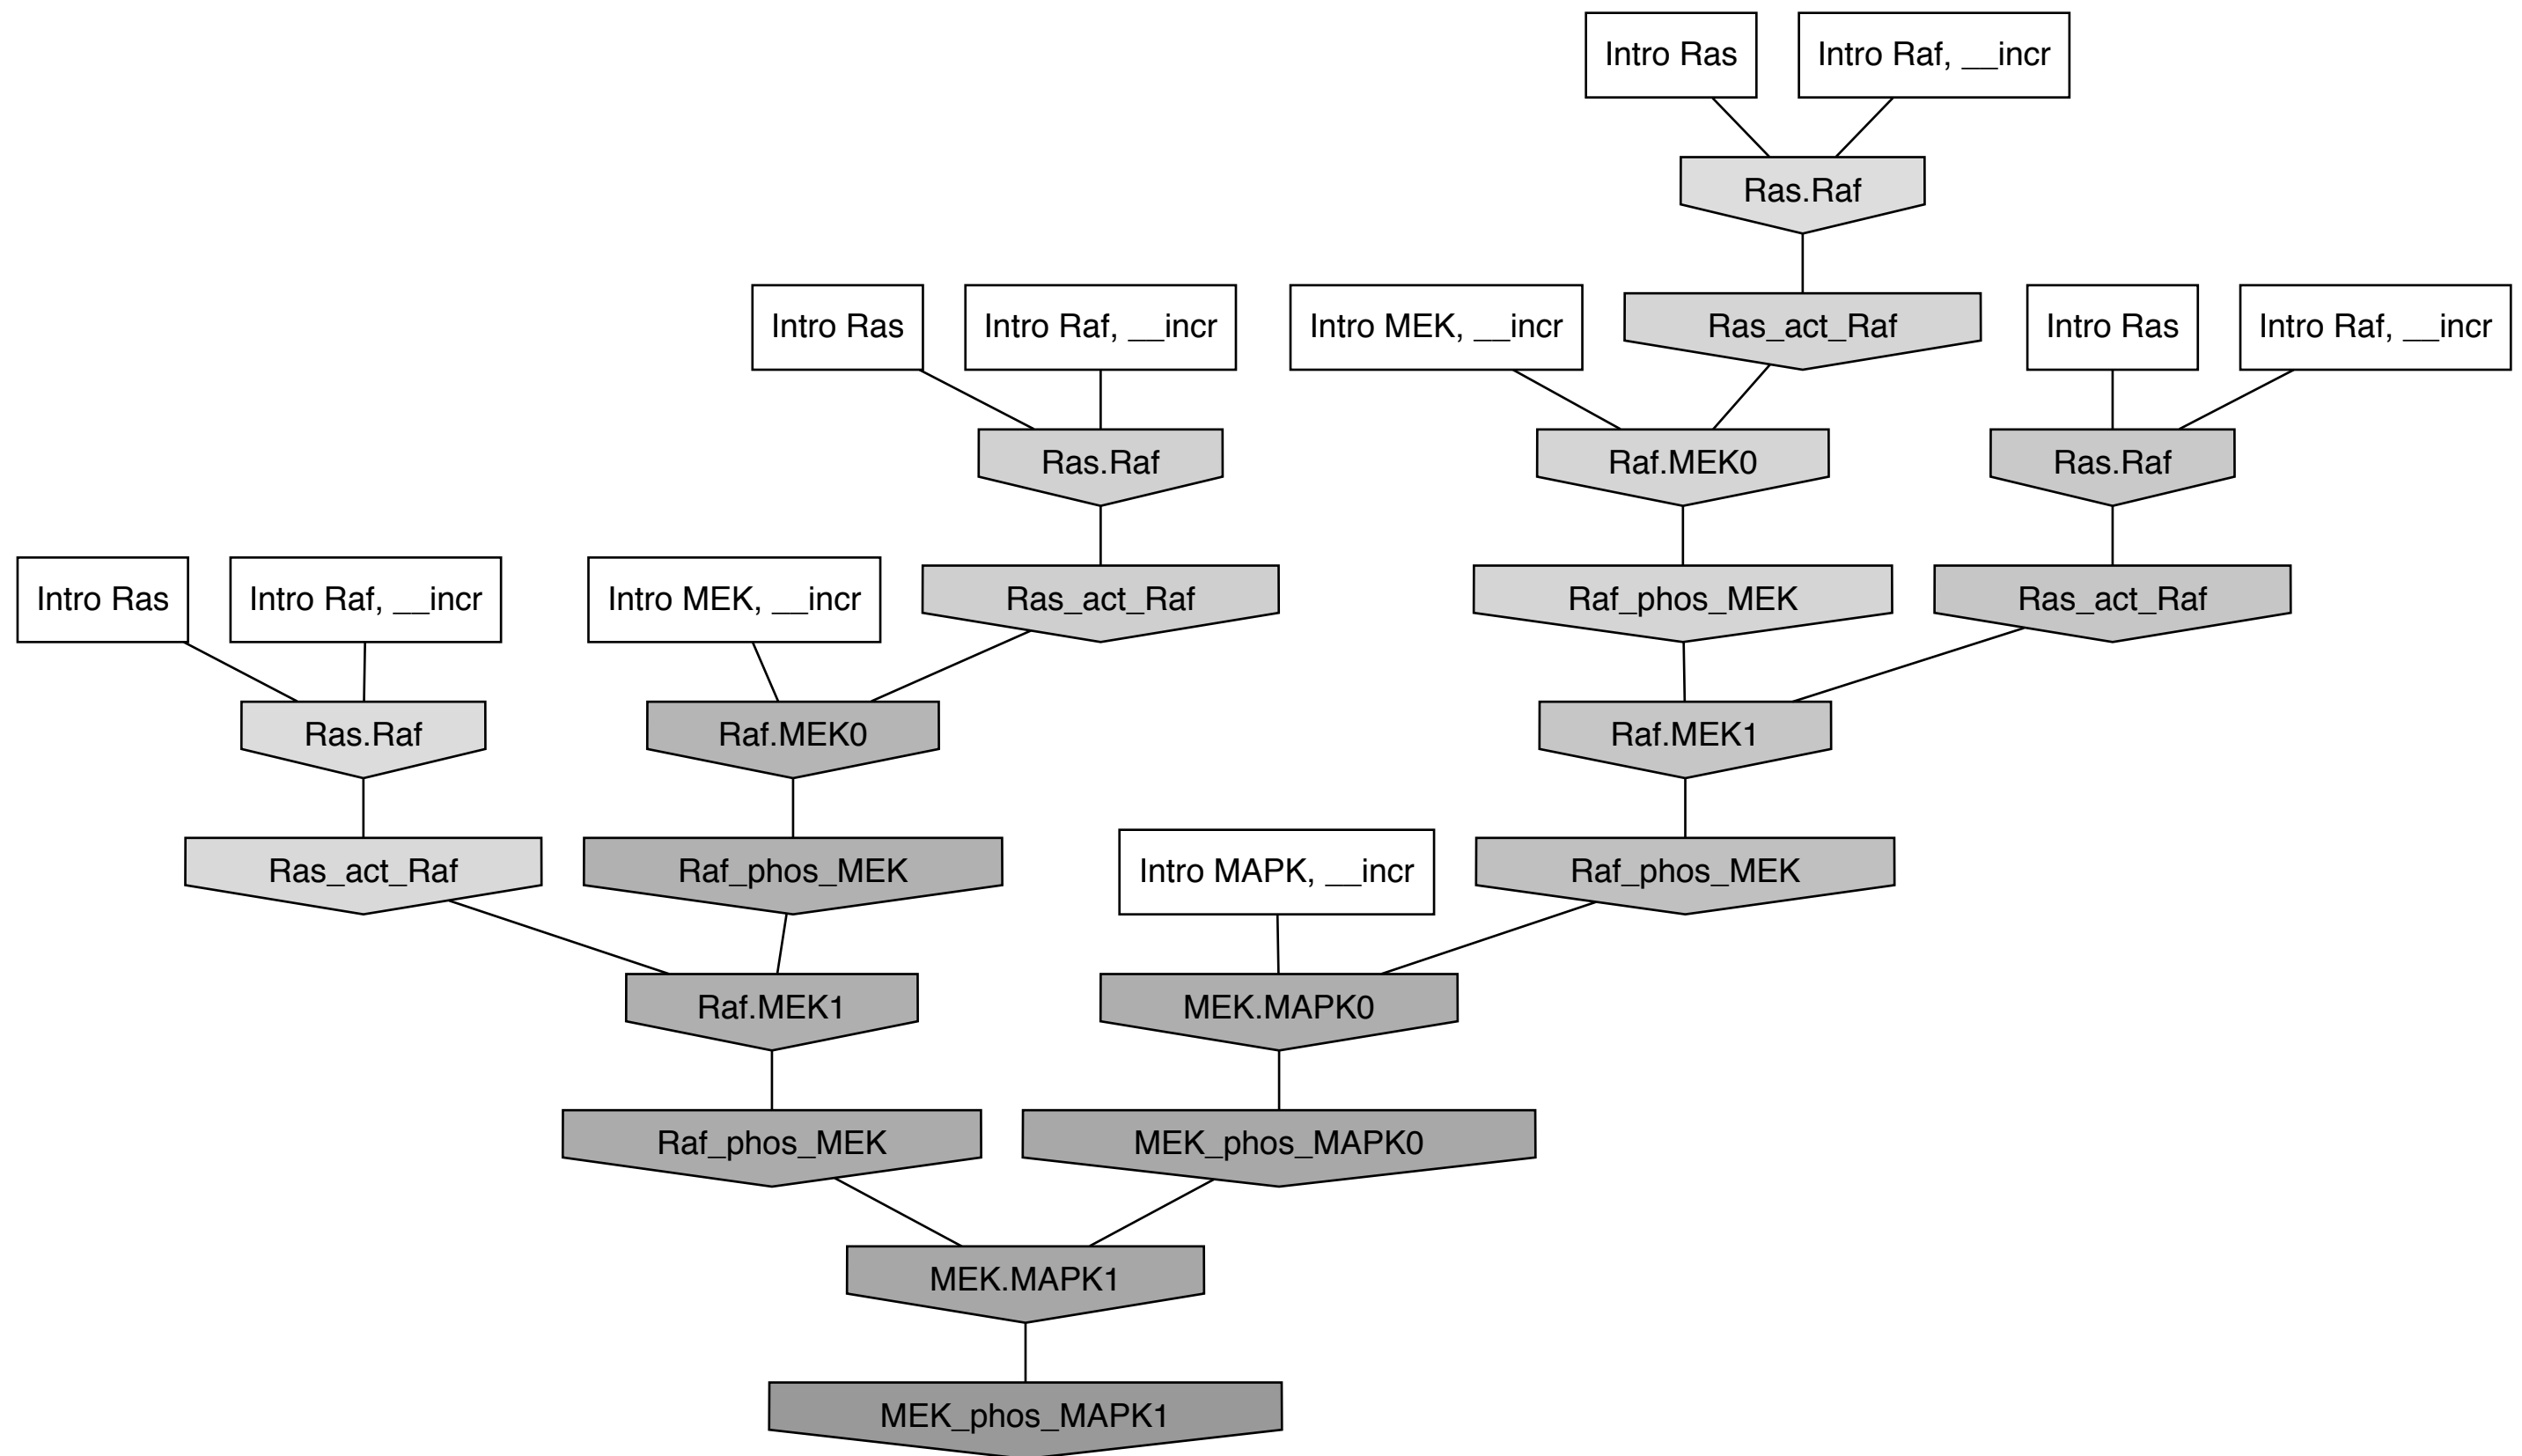 Intro Ras
Intro Raf, __incr
Ras.Raf
Intro Ras
Intro Raf, __incr
Intro MEK, __incr
Ras_act_Raf
Intro Ras
Intro Raf, __incr
Ras.Raf
Raf.MEK0
Ras.Raf
Intro Ras
Intro Raf, __incr
Intro MEK, __incr
Ras_act_Raf
Raf_phos_MEK
Ras_act_Raf
Ras.Raf
Raf.MEK0
Raf.MEK1
Ras_act_Raf
Raf_phos_MEK
Intro MAPK, __incr
Raf_phos_MEK
Raf.MEK1
MEK.MAPK0
Raf_phos_MEK
MEK_phos_MAPK0
MEK.MAPK1
MEK_phos_MAPK1